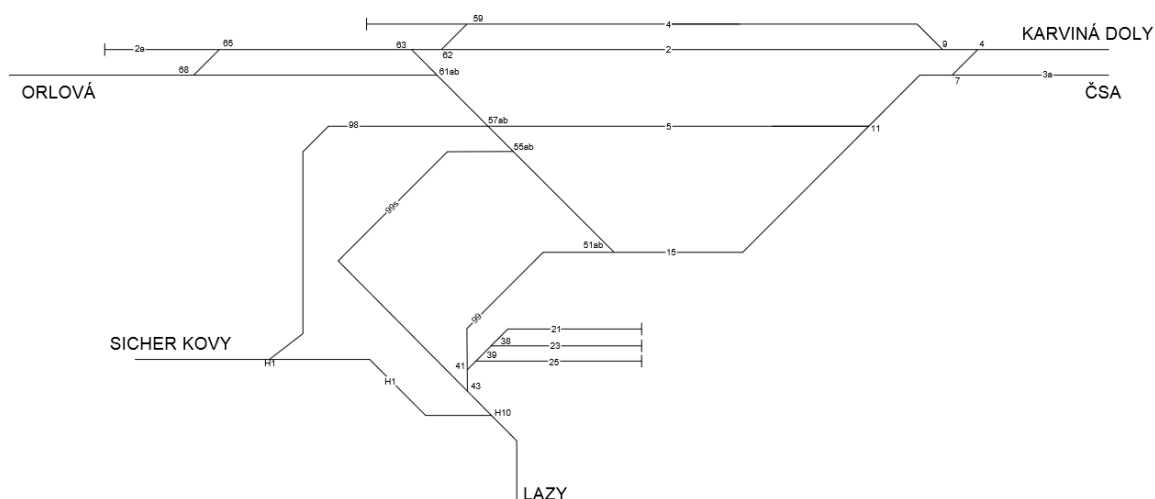 59
4
KARVINÁ DOLY
2a
65
63
62
2
9
4
68
61ab
7
3a
ORLOVÁ
ČSA
98
57ab
5
11
55ab
99s
51ab
15
99
21
SICHER KOVY
38
23
39
25
H1
41
H1
43
H10
LAZY